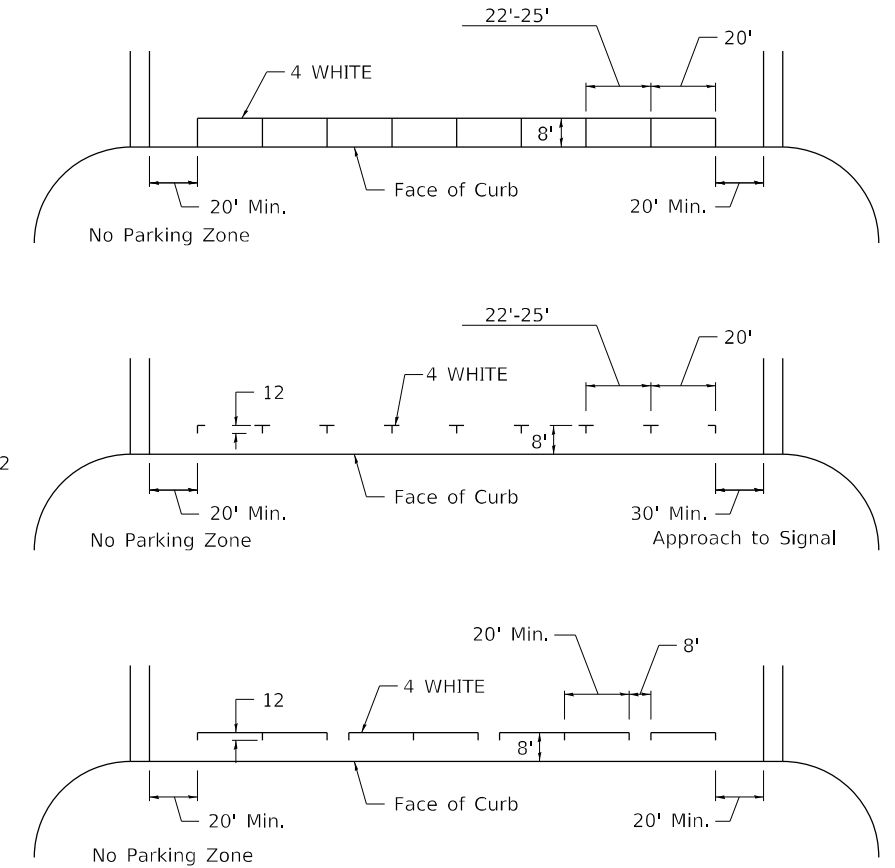 22'-25'
20'
4 WHITE
8'
Face of Curb
20' Min.
20' Min.
No Parking Zone
22'-25'
20'
4 WHITE
12
8'
2
Face of Curb
20' Min.
30' Min.
No Parking Zone
Approach to Signal
20' Min.
8'
4 WHITE
12
8'
Face of Curb
20' Min.
20' Min.
No Parking Zone